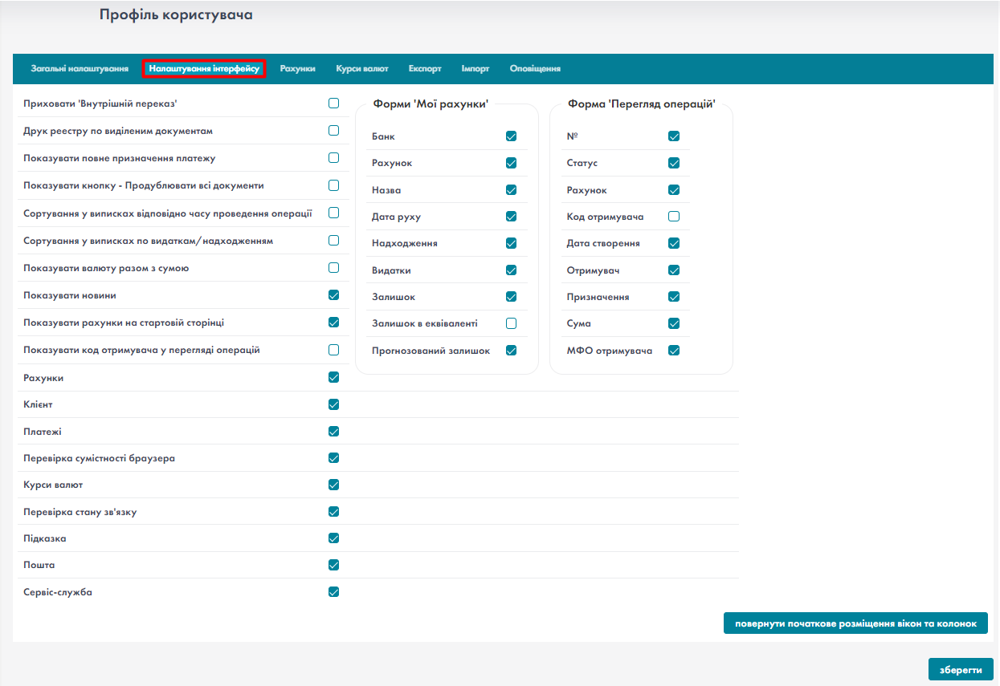 Профіль користувача
Загальні налаштування Налаштування інтерфейсу Рахунки Курси валют Експорт Імпорт Оповіщення
Приховати 'Внутрішній переказ'
Друк реєстру по виділеним документам
Показувати повне призначення платежу
Показувати кнопку - Продублювати всі документи
Сортування у виписках відповідно часу проведення операції
Сортування у виписках по видаткам/надходженням
Показувати валюту разом з сумою
Показувати новини
Показувати рахунки на стартовій сторінці
Показувати код отримувача у перегляді операцій
Рахунки
Клієнт
Платежі
Перевірка сумістності браузера
Курси валют
Перевірка стану зв'язку
Підказка
Пошта
Сервіс-служба
Форми 'Мої рахунки'
Банк
Рахунок
Назва
Дата руху
Надходження
Видатки
Залишок
Залишок в еквіваленті
Прогнозований залишок
Форма 'Перегляд операцій'
№
Статус
Рахунок
Код отримувача
Дата створення
Отримувач
Призначення
Сума
МФО отримувача
повернути початкове розміщення вікон та колонок
зберегти